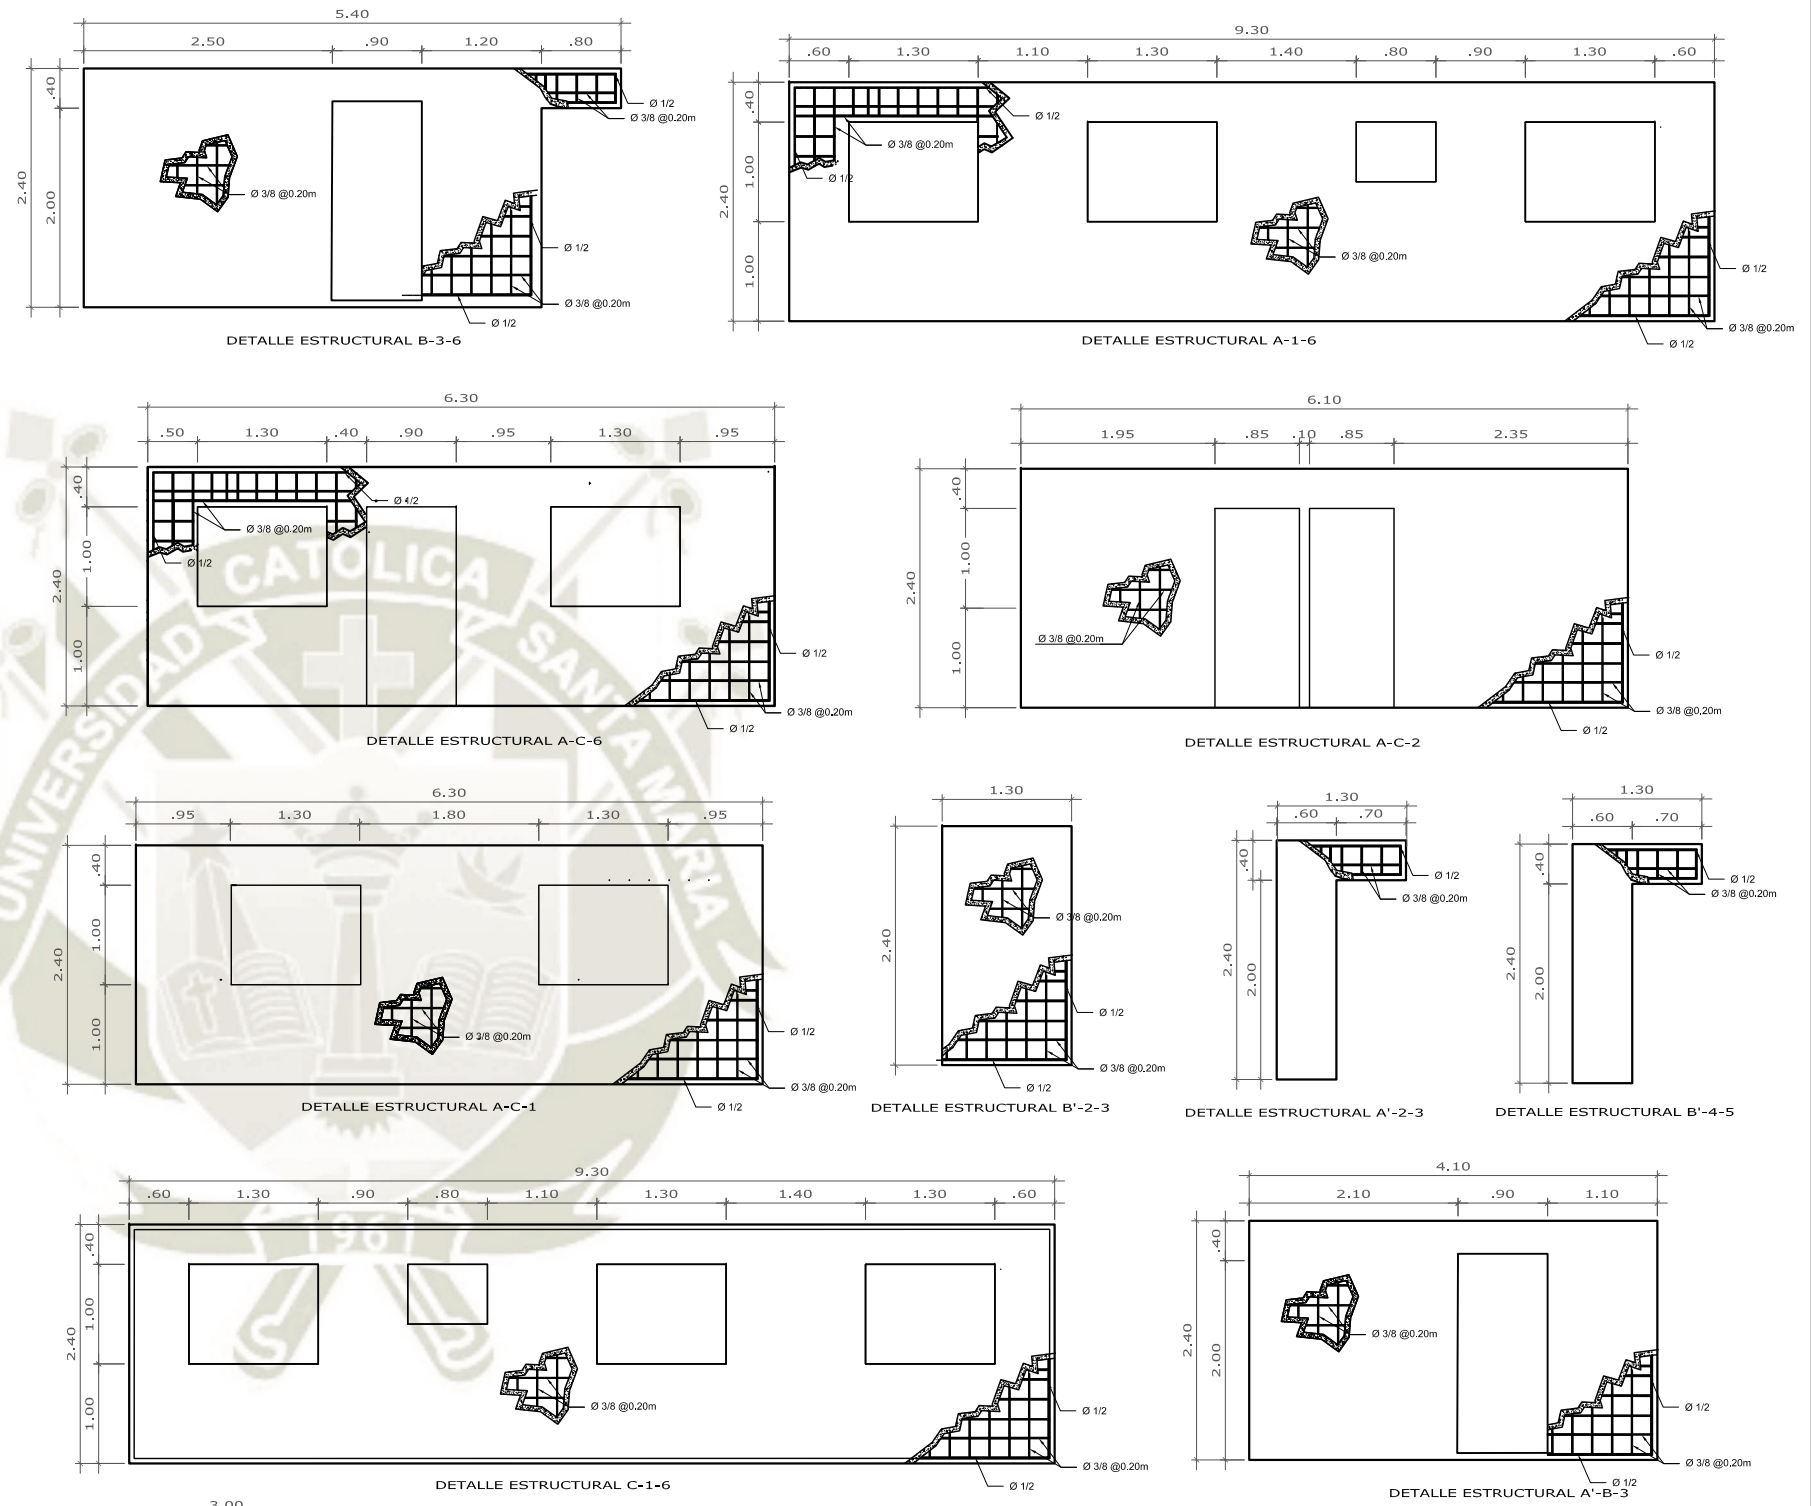 5.40
2.50 .90 1.20 .80
2.40
.40
2.00
Ø 1/2
Ø 3/8 @0.20m
Ø 3/8 @0.20m
Ø 1/2
Ø 3/8 @0.20m
Ø 1/2
DETALLE ESTRUCTURAL B-3-6
9.30
.60 1.30 1.10 1.30 1.40 .80 .90 1.30 .60
2.40
.40
1.00
1.00
Ø 1/2
Ø 3/8 @0.20m
Ø 1/2
Ø 3/8 @0.20m
Ø 1/2
Ø 3/8 @0.20m
Ø 1/2
DETALLE ESTRUCTURAL A-1-6
6.30
.50 1.30 .40 .90 .95 1.30 .95
2.40
.40
1.00
1.00
Ø 1/2
Ø 3/8 @0.20m
Ø 1/2
Ø 1/2
Ø 3/8 @0.20m
Ø 1/2
DETALLE ESTRUCTURAL A-C-6
6.10
1.95 .85 .10 .85 2.35
2.40
.40
1.00
1.00
Ø 3/8 @0.20m
Ø 1/2
Ø 3/8 @0,20m
Ø 1/2
DETALLE ESTRUCTURAL A-C-2
UNIVERSIDAD CATOLICA SANTA MARIA
1961
6.30
.95 1.30 1.80 1.30 .95
2.40
.40
1.00
1.00
Ø 3/8 @0.20m
Ø 1/2
Ø 3/8 @0.20m
Ø 1/2
DETALLE ESTRUCTURAL A-C-1
1.30
2.40
Ø 3/8 @0.20m
Ø 1/2
Ø 3/8 @0.20m
Ø 1/2
DETALLE ESTRUCTURAL B'-2-3
1.30
.60 .70
2.40
.40
2.00
Ø 1/2
Ø 3/8 @0.20m
DETALLE ESTRUCTURAL A'-2-3
1.30
.60 .70
2.40
.40
2.00
Ø 1/2
Ø 3/8 @0.20m
DETALLE ESTRUCTURAL B'-4-5
9.30
.60 1.30 .90 .80 1.10 1.30 1.40 1.30 .60
2.40
.40
1.00
1.00
Ø 3/8 @0.20m
Ø 1/2
Ø 3/8 @0.20m
Ø 1/2
DETALLE ESTRUCTURAL C-1-6
4.10
2.10 .90 1.10
2.40
.40
2.00
Ø 3/8 @0.20m
Ø 1/2
Ø 3/8 @0,20m
Ø 1/2
DETALLE ESTRUCTURAL A'-B-3
3.00